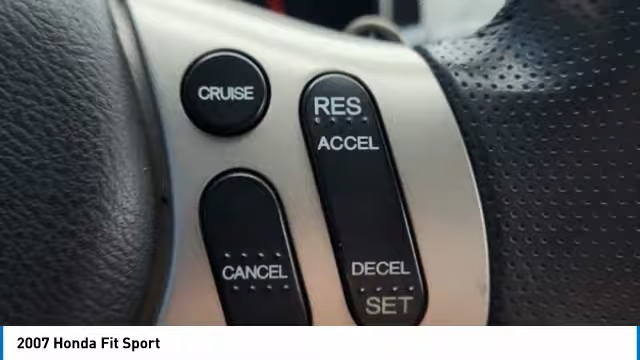 CRUISE
RES
ACCEL
CANCEL
DECEL
SET
2007 Honda Fit Sport